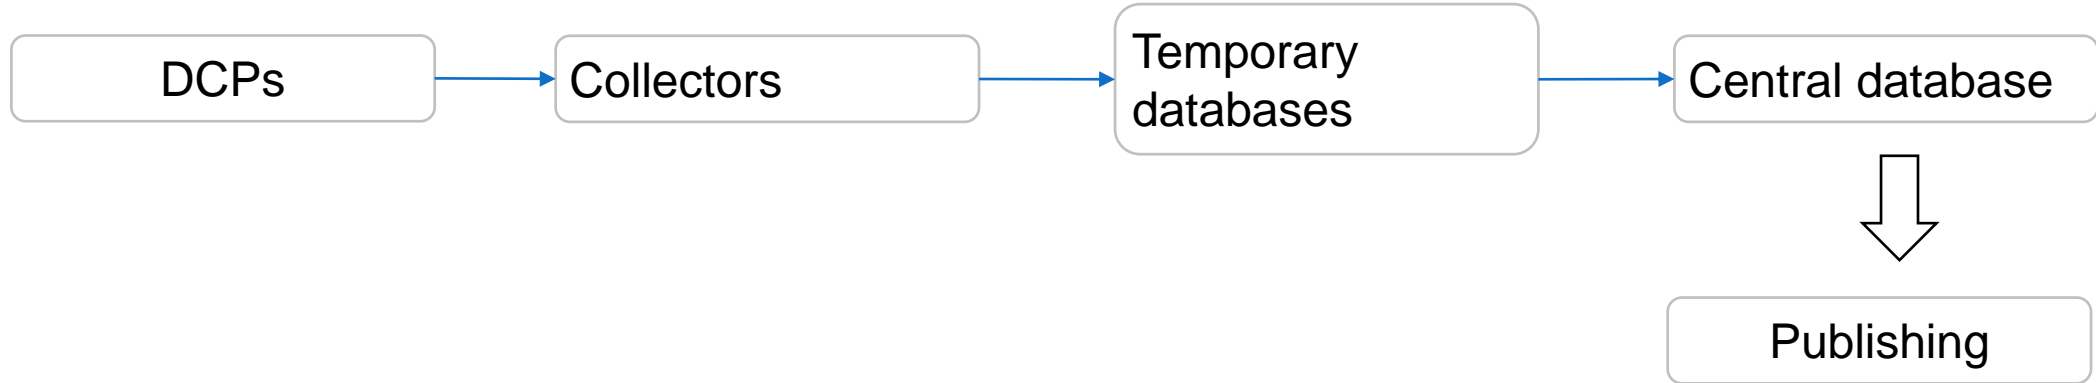 DCPs
Collectors
Temporary
databases
Central database
Publishing